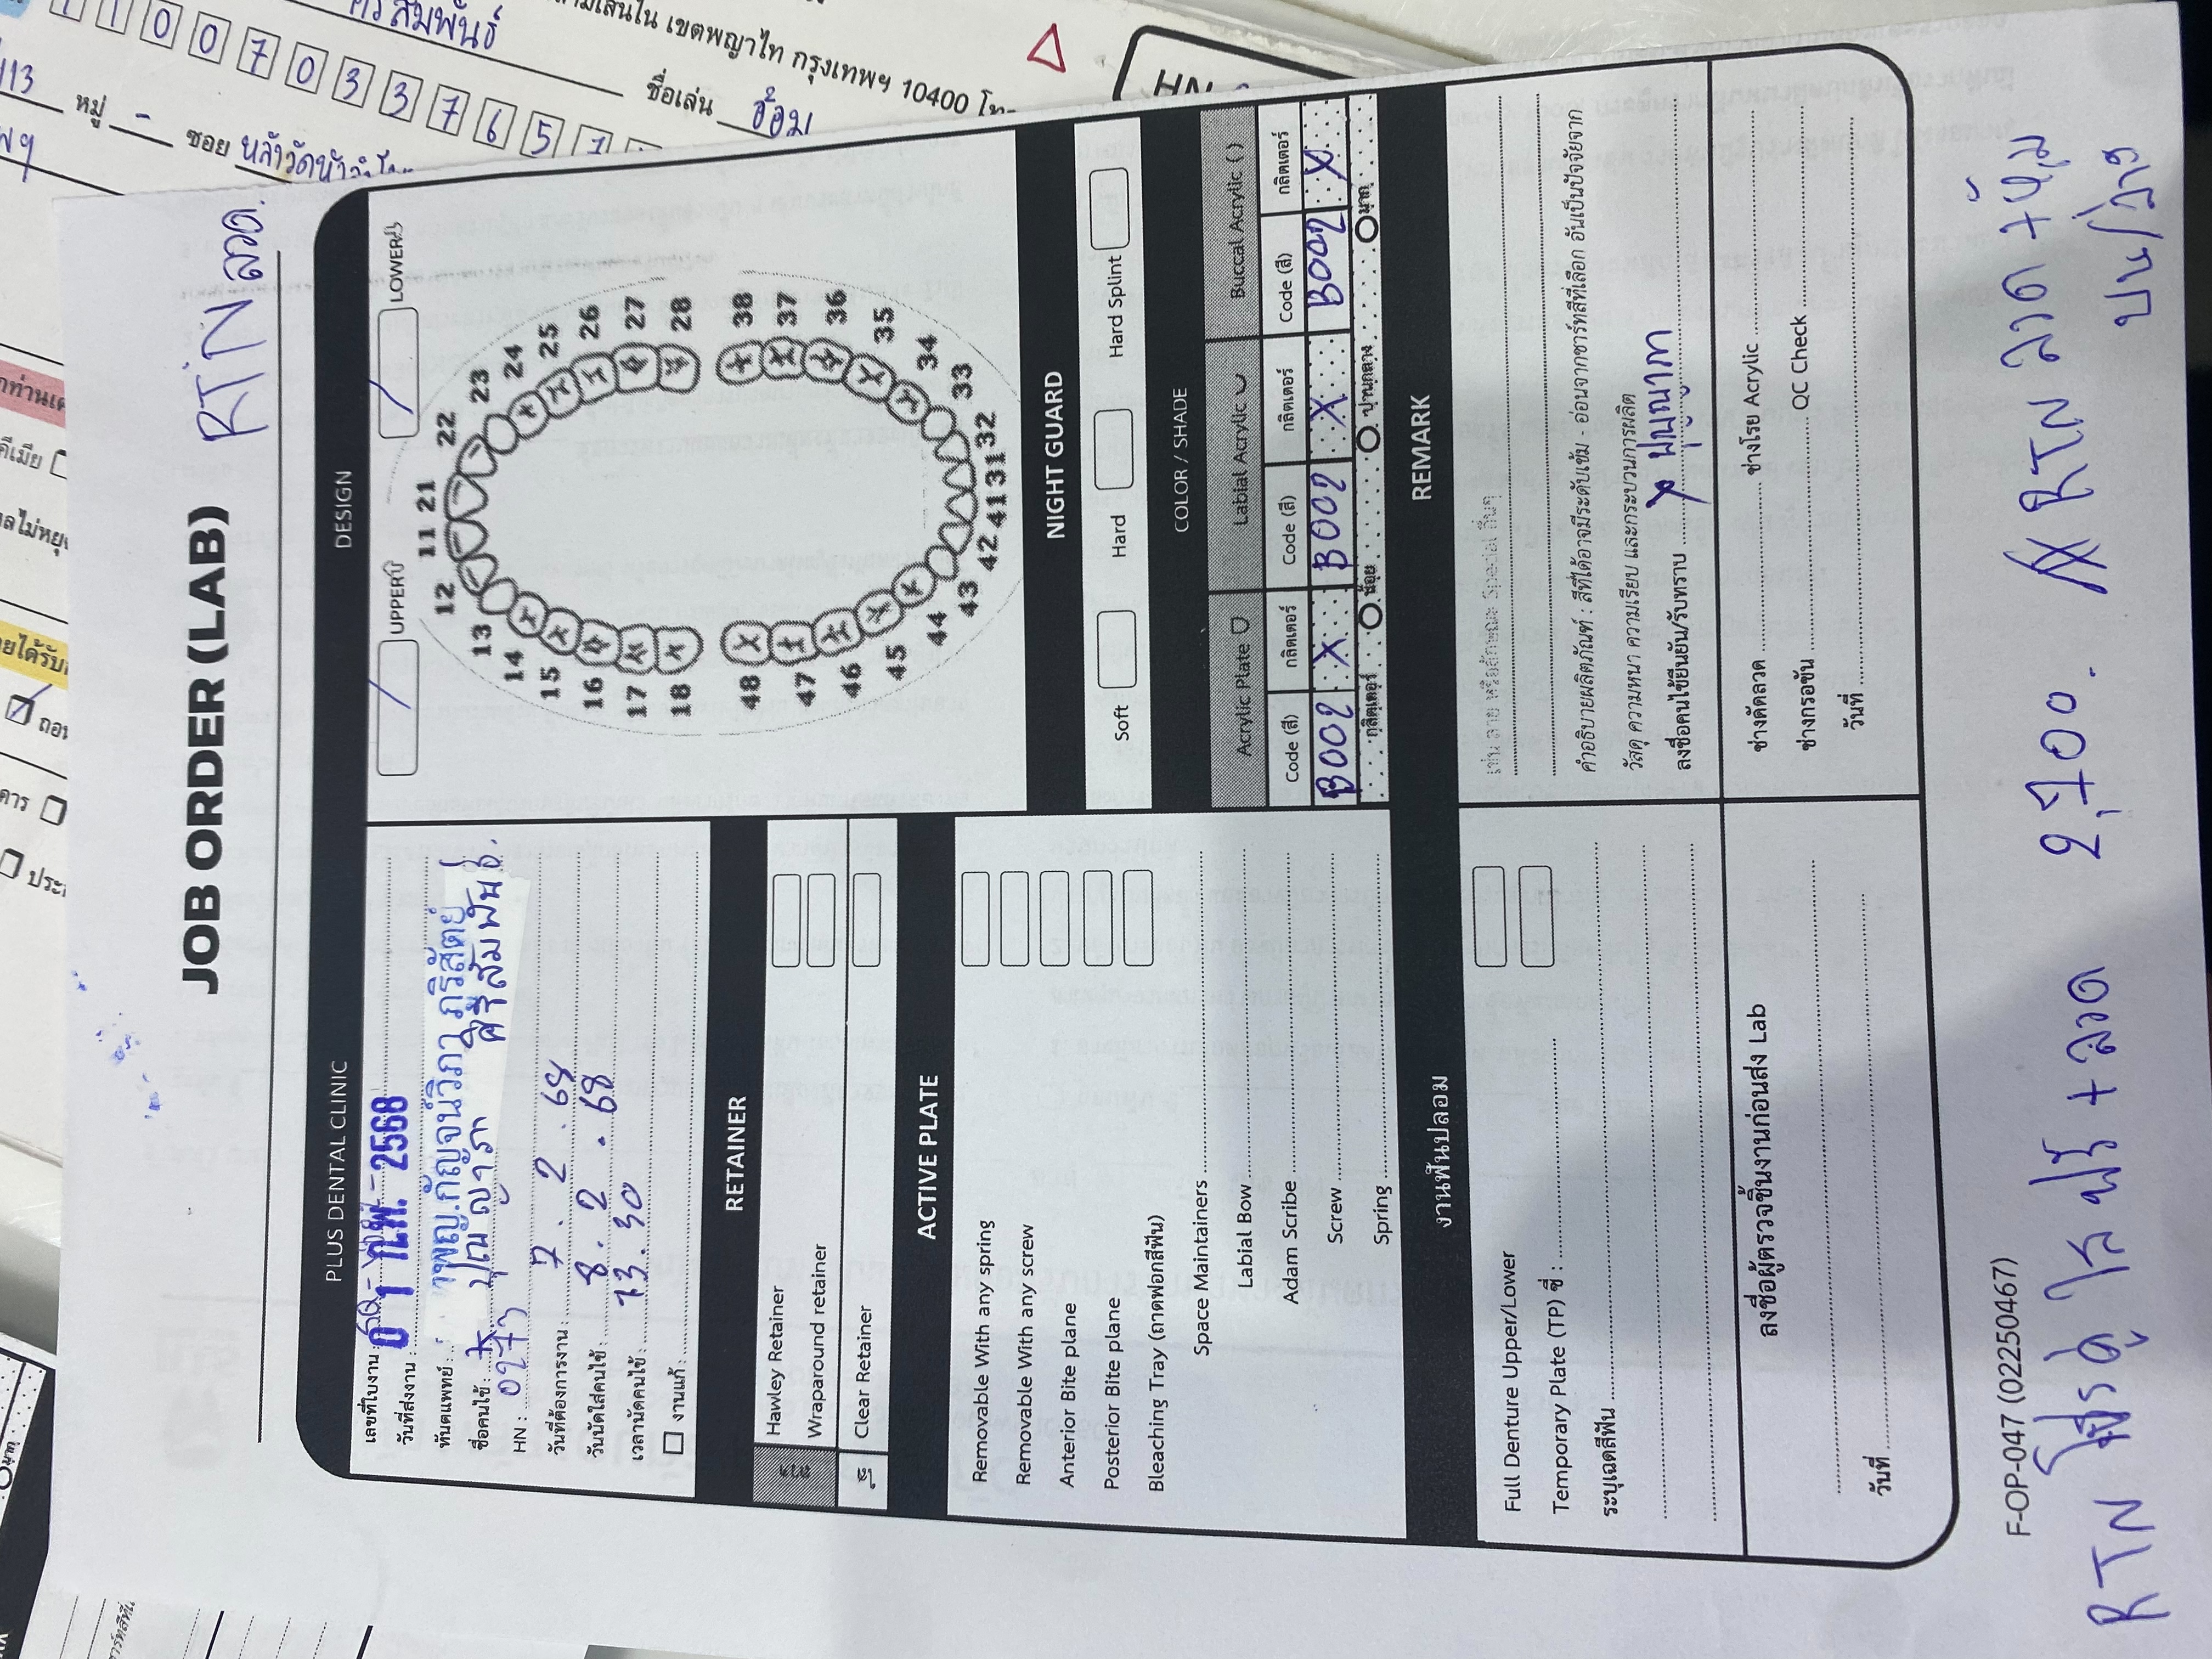 JOB ORDER (LAB)
RTN ลวด.
PLUS DENTAL CLINIC
เลขที่ใบงาน :
วันที่ส่งงาน : 0 1 ก.พ. 2568
ทันตแพทย์ : ทพญ.กัญจน์วิภา ภูริสัตย์
ชื่อคนไข้ : ปุณญาภา ศิริสัมพันธ์.
HN : 0273
วันที่ต้องการงาน : 7 . 2 . 68
วันนัดใส่คนไข้ : 8 . 2 . 68
เวลานัดคนไข้ : 13.30
งานแก้ :
RETAINER
ลวด
Hawley Retainer
Wraparound retainer
ใส
Clear Retainer
ACTIVE PLATE
Removable With any spring
Removable With any screw
Anterior Bite plane
Posterior Bite plane
Bleaching Tray (ถาดฟอกสีฟัน)
Space Maintainers
Labial Bow
Adam Scribe
Screw
Spring
DESIGN
/ UPPER / LOWER
11 21
12 22
13 23
14 24
15 25
16 26
17 27
18 28
48 38
47 37
46 36
45 35
44 34
43 33
42 41 31 32
NIGHT GUARD
Soft Hard Hard Splint
COLOR / SHADE
Acrylic Plate Labial Acrylic Buccal Acrylic ( )
Code (สี) กลิตเตอร์ Code (สี) กลิตเตอร์ Code (สี) กลิตเตอร์
B002 X B002 X B002 X
กลิตเตอร์ น้อย ปานกลาง มาก
งานฟันปลอม
Full Denture Upper/Lower
Temporary Plate (TP) ซี่ :
ระบุเฉดสีฟัน
REMARK
เช่น ลาย หรือลักษณะ Special อื่นๆ
คำอธิบายผลิตภัณฑ์ : สีที่ได้อาจมีระดับเข้ม - อ่อนจากชาร์ทสีที่เลือก อันเป็นปัจจัยจาก
วัสดุ ความหนา ความเรียบ และกระบวนการผลิต
ลงชื่อคนไข้ยืนยัน/รับทราบ x ปุญญาภา
ลงชื่อผู้ตรวจชิ้นงานก่อนส่ง Lab
วันที่
ช่างดัดลวด ช่างโรย Acrylic
ช่างกรอขัน QC Check
วันที่
F-OP-047 (02250467)
RTN โปรคู่ ใส ฟรี + ลวด 2,700. RTN ลวด + หุ้ม
บน/ล่าง